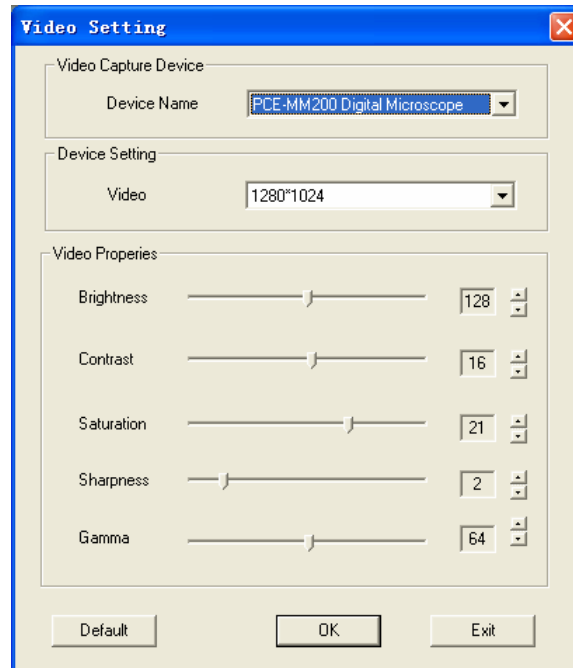 Video Setting
Video Capture Device
Device Name PCE-MM200 Digital Microscope
Device Setting
Video 1280*1024
Video Properies
Brightness 128
Contrast 16
Saturation 21
Sharpness 2
Gamma 64
Default OK Exit